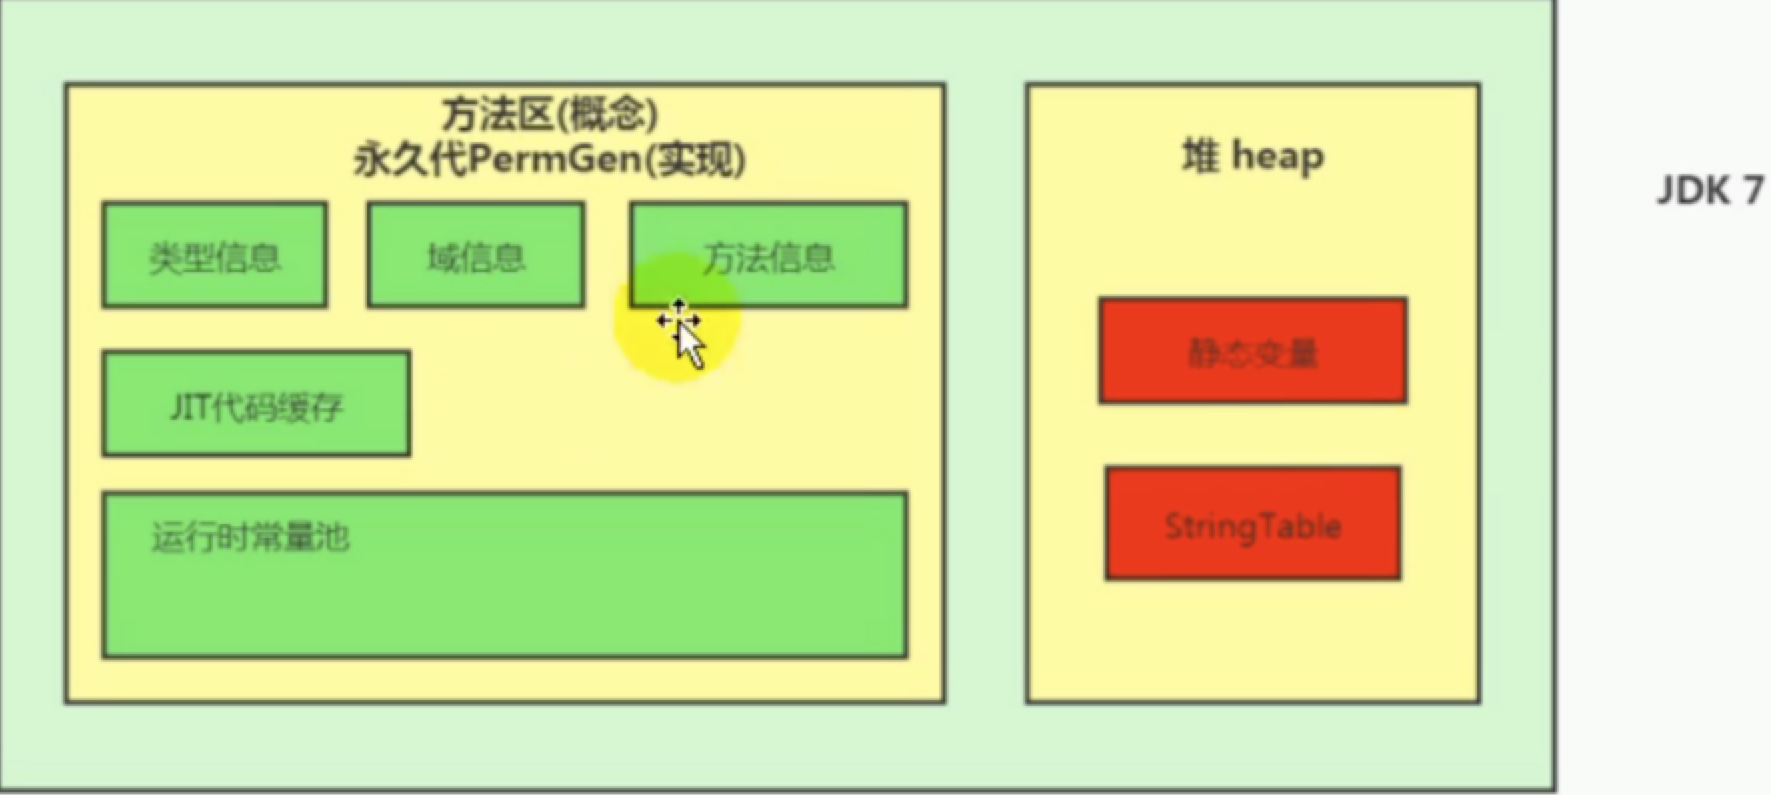 方法区(概念)
永久代PermGen(实现)
类型信息
域信息
方法信息
JIT代码缓存
运行时常量池
堆 heap
静态变量
StringTable
JDK 7